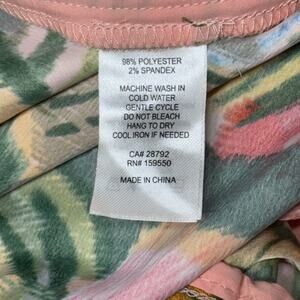 98% POLYESTER
2% SPANDEX
MACHINE WASH IN
COLD WATER
GENTLE CYCLE
DO NOT BLEACH
HANG TO DRY
COOL IRON IF NEEDED
CA# 28792
RN# 159550
MADE IN CHINA